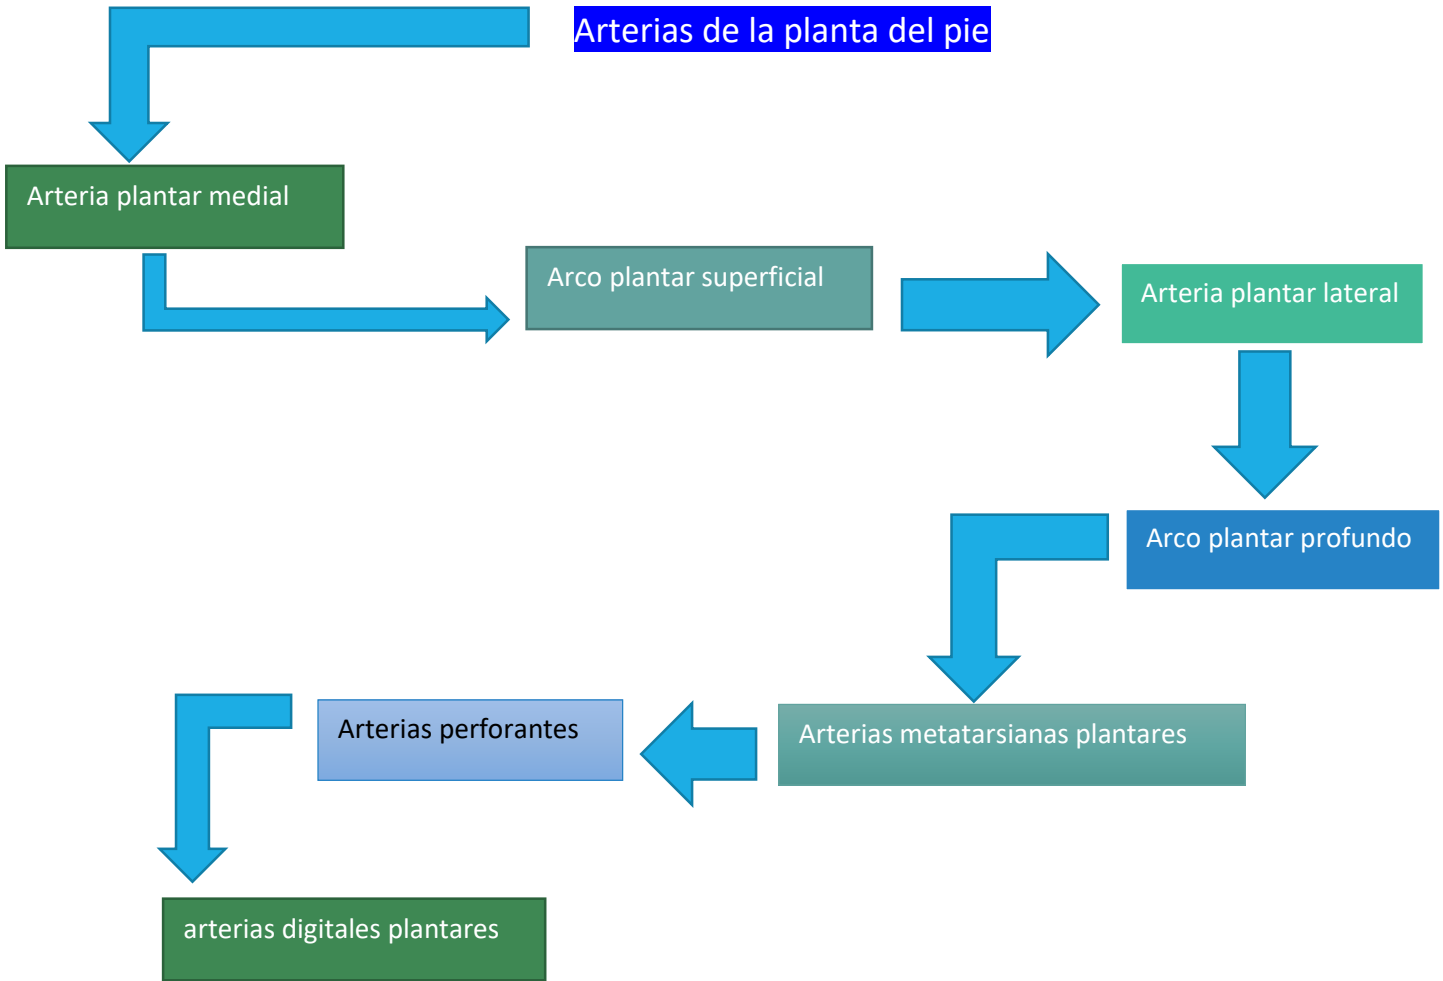 Arterias de la planta del pie
Arteria plantar medial
Arco plantar superficial
Arteria plantar lateral
Arco plantar profundo
Arterias metatarsianas plantares
Arterias perforantes
arterias digitales plantares